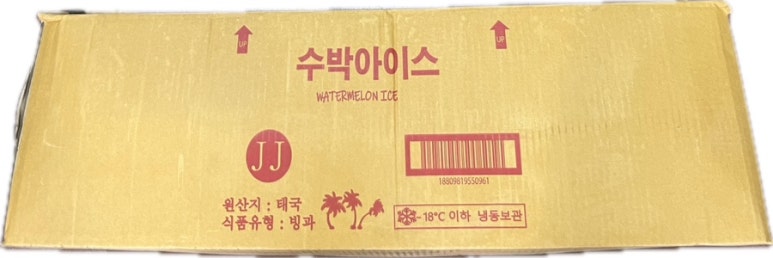 UP
UP
수박아이스
WATERMELON ICE
JJ
18809819550961
원산지 : 태국
식품유형 : 빙과
-18°C 이하 냉동보관